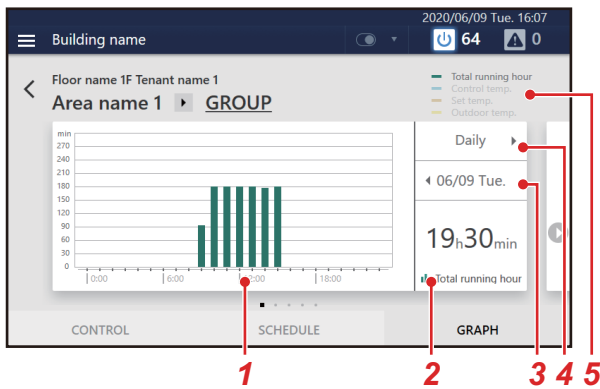 2020/06/09 Tue. 16:07
Building name
64
0
Floor name 1F Tenant name 1
Area name 1 GROUP
Total running hour
Control temp.
Set temp.
Outdoor temp.
min
270
240
210
180
150
120
90
60
30
0
0:00
6:00
2:00
18:00
Daily
06/09 Tue.
19h30min
Total running hour
CONTROL
SCHEDULE
GRAPH
1
2
3
4
5